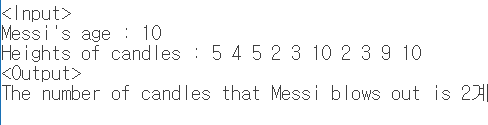 <Input>
Messi's age : 10
Heights of candles : 5 4 5 2 3 10 2 3 9 10
<Output>
The number of candles that Messi blows out is 2개